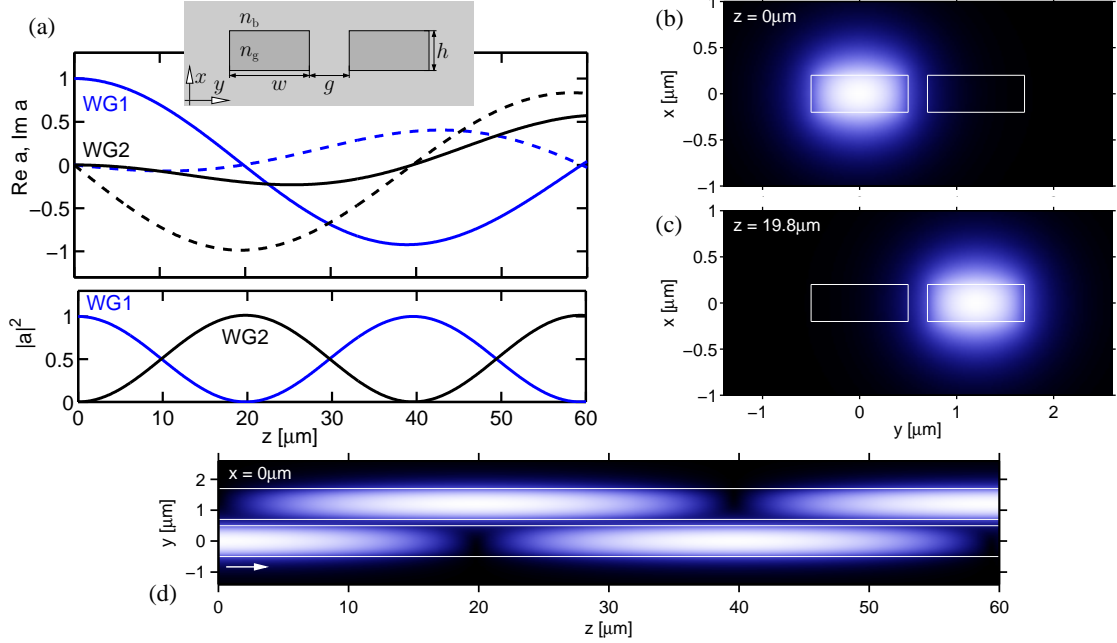 (a)
n_b
n_g
h
x
y
w
g
Re a, Im a
1
0.5
0
−0.5
−1
WG1
WG2
|a|²
1
0.5
0
WG1
WG2
0 10 20 30 40 50 60
z [μm]
(b)
z = 0μm
x [μm]
1
0.5
0
−0.5
−1
(c)
z = 19.8μm
x [μm]
1
0.5
0
−0.5
−1
−1 0 1 2
y [μm]
(d)
x = 0μm
y [μm]
2
1
0
−1
0 10 20 30 40 50 60
z [μm]